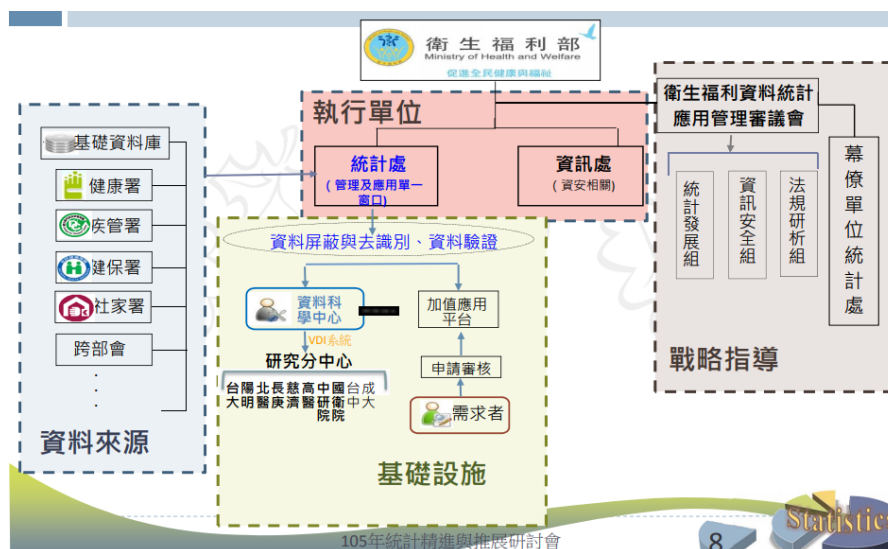 衛生福利部
Ministry of Health and Welfare
促進全民健康與福祉
執行單位
統計處
(管理及應用單一
窗口)
資訊處
(資安相關)
衛生福利資料統計
應用管理審議會
統計發展組
資訊安全組
法規研析組
幕僚單位統計處
戰略指導
基礎資料庫
健康署
疾管署
健保署
社家署
跨部會
.
.
.
資料來源
資料屏蔽與去識別、資料驗證
資料科
學中心
VDI系統
研究分中心
台大
陽明
北醫
長庚
慈濟
高醫
中研院
國衛院
台中
成大
加值應用
平台
申請審核
需求者
基礎設施
105年統計精進與推展研討會
8
Statistics